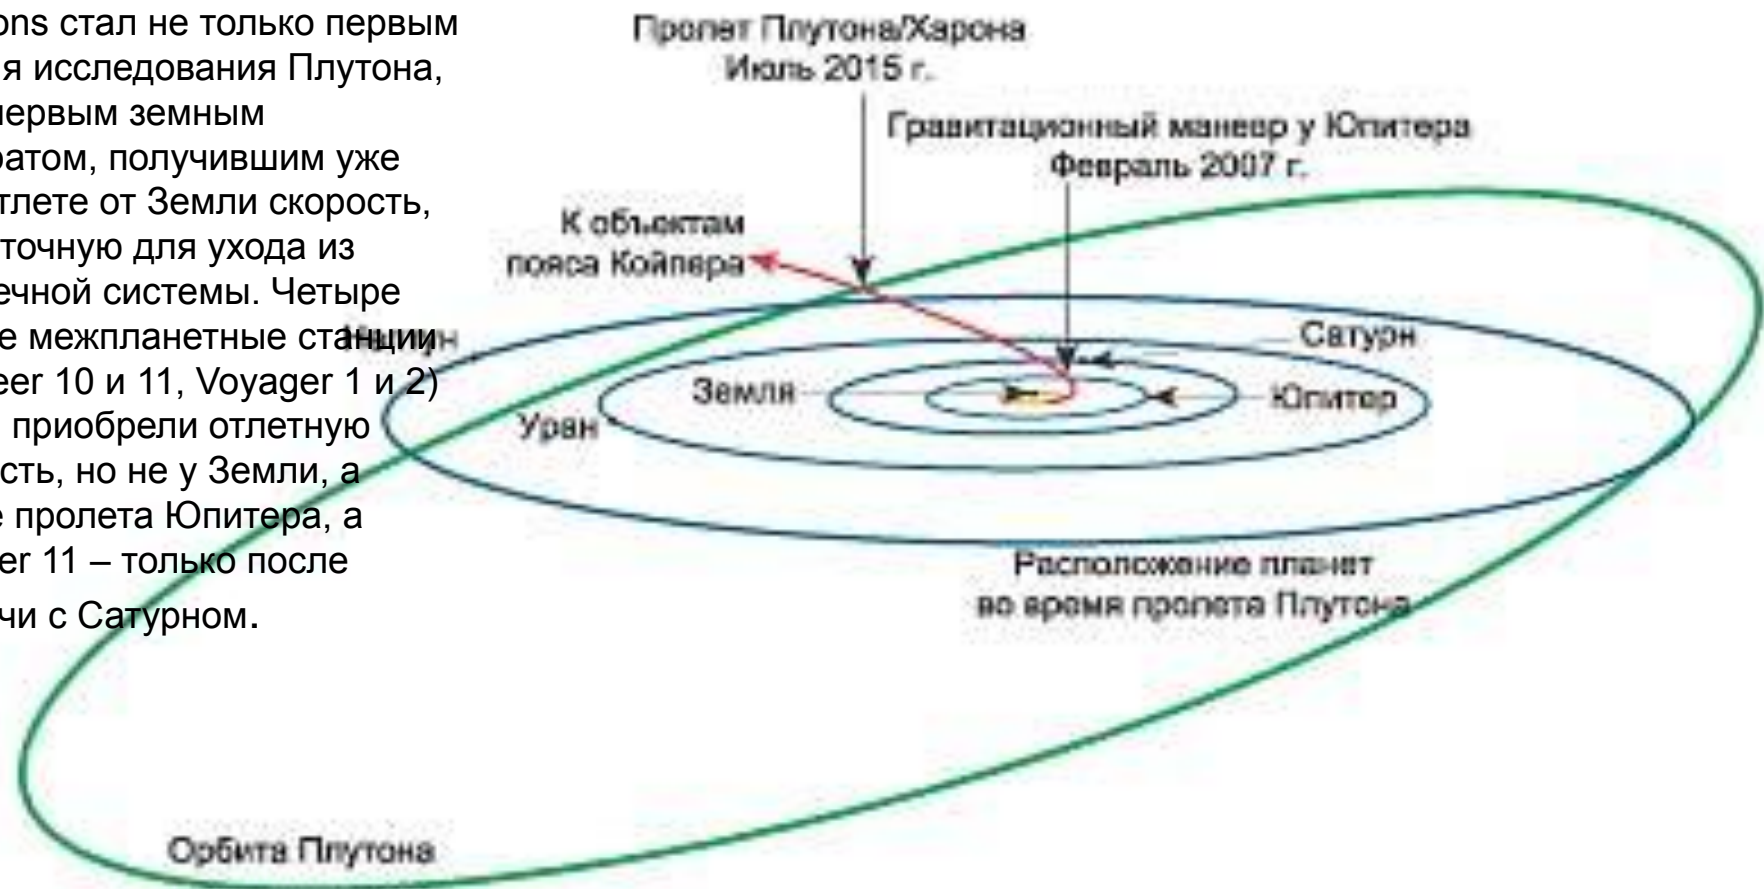 ons стал не только первым
я исследования Плутона,
первым земным
ратом, получившим уже
тлете от Земли скорость,
точную для ухода из
ечной системы. Четыре
е межпланетные станции
eer 10 и 11, Voyager 1 и 2)
приобрели отлетную
сть, но не у Земли, а
е пролета Юпитера, а
er 11 – только после
чи с Сатурном.
Пролет Плутона/Харона
Июль 2015 г.
Гравитационный маневр у Юпитера
Февраль 2007 г.
К объектам
пояса Койпера
Сатурн
Земля
Юпитер
Уран
Расположение планет
во время пролета Плутона
Орбита Плутона